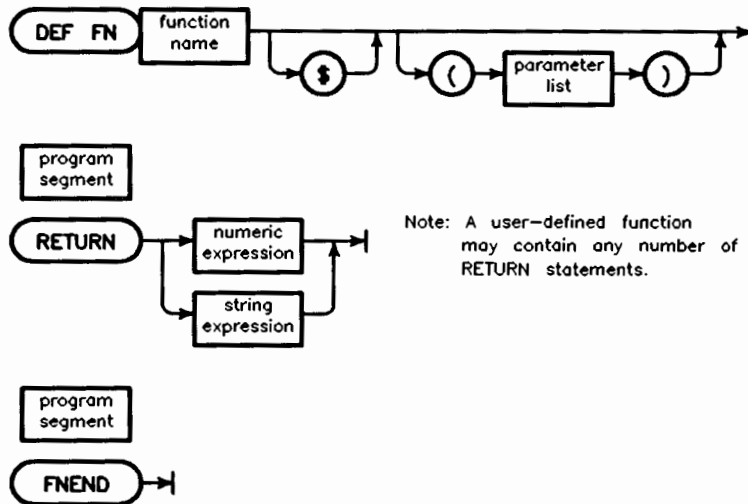 DEF FN
function
name
$
(
parameter
list
)
program
segment
RETURN
numeric
expression
string
expression
Note: A user-defined function
may contain any number of
RETURN statements.
program
segment
FNEND